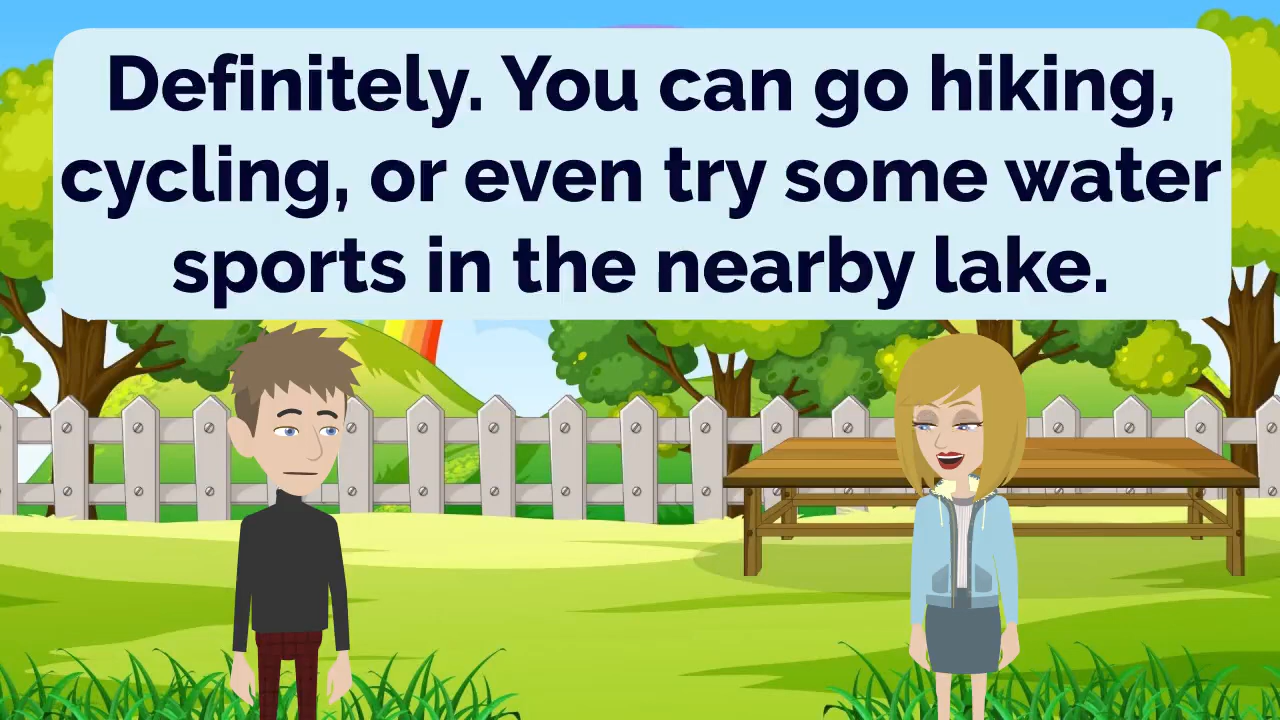 Definitely. You can go hiking,
cycling, or even try some water
sports in the nearby lake.